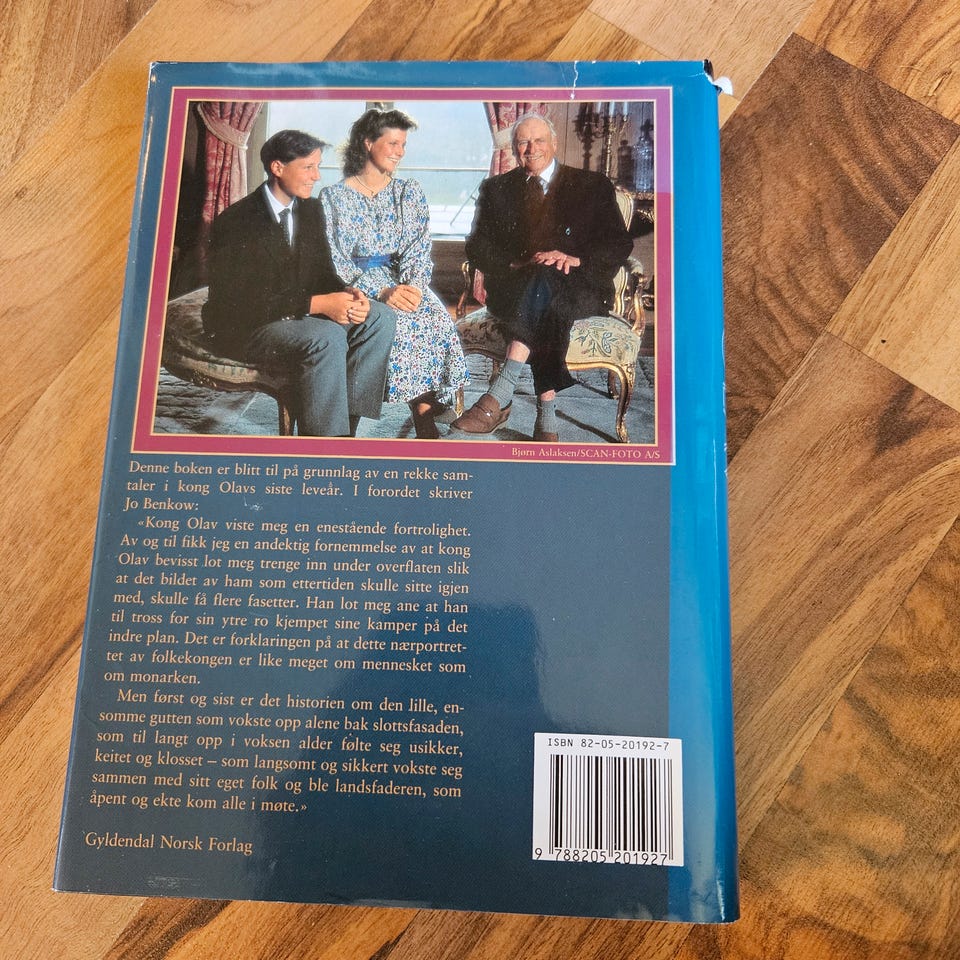 Bjørn Aslaksen/SCAN-FOTO A/S
Denne boken er blitt til på grunnlag av en rekke sam-
taler i kong Olavs siste leveår. I forordet skriver
Jo Benkow:
«Kong Olav viste meg en enestående fortrolighet.
Av og til fikk jeg en andektig fornemmelse av at kong
Olav bevisst lot meg trenge inn under overflaten slik
at det bildet av ham som ettertiden skulle sitte igjen
med, skulle få flere fasetter. Han lot meg ane at han
til tross for sin ytre ro kjempet sine kamper på det
indre plan. Det er forklaringen på at dette nærportret-
tet av folkekongen er like meget om mennesket som
om monarken.
Men først og sist er det historien om den lille, en-
somme gutten som vokste opp alene bak slottsfasaden,
som til langt opp i voksen alder følte seg usikker,
keitet og klosset – som langsomt og sikkert vokste seg
sammen med sitt eget folk og ble landsfaderen, som
åpent og ekte kom alle i møte.»
Gyldendal Norsk Forlag
ISBN 82-05-20192-7
9 788205 201927